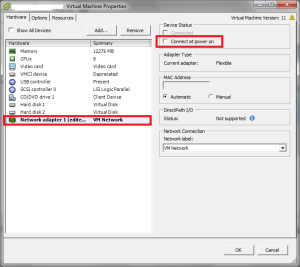 - Virtual Machine Properties
Hardware Options Resources
Virtual Machine Version: 11
Show All Devices
Add...
Remove
Hardware Summary
Memory 12276 MB
CPUs 8
Video card Video card
VMCI device Deprecated
USB controller Present
SCSI controller 0 LSI Logic Parallel
CD/DVD drive 1 Client Device
Hard disk 1 Virtual Disk
Hard disk 2 Virtual Disk
Network adapter 1 (edite... VM Network
Device Status
Connected
Connect at power on
Adapter Type
Current adapter: Flexible
MAC Address
Automatic Manual
DirectPath I/O
Status: Not supported
Network Connection
Network label:
VM Network
OK Cancel